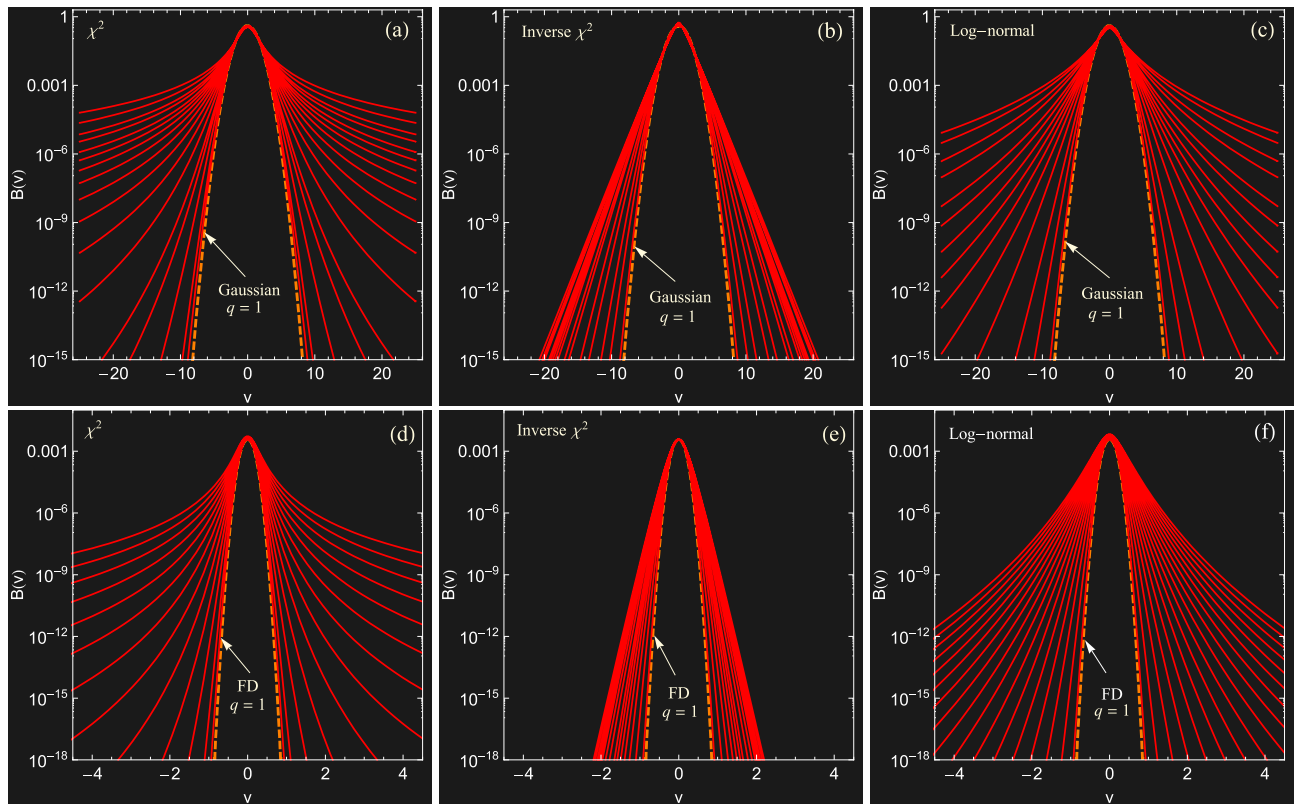 χ²
(a)
1
0.001
10⁻⁶
10⁻⁹
10⁻¹²
10⁻¹⁵
B(v)
Gaussian
q = 1
−20 −10 0 10 20
v
Inverse χ²
(b)
1
0.001
10⁻⁶
10⁻⁹
10⁻¹²
10⁻¹⁵
B(v)
Gaussian
q = 1
−20 −10 0 10 20
v
Log−normal
(c)
1
0.001
10⁻⁶
10⁻⁹
10⁻¹²
10⁻¹⁵
B(v)
Gaussian
q = 1
−20 −10 0 10 20
v
χ²
(d)
0.001
10⁻⁶
10⁻⁹
10⁻¹²
10⁻¹⁵
10⁻¹⁸
B(v)
FD
q = 1
−4 −2 0 2 4
v
Inverse χ²
(e)
0.001
10⁻⁶
10⁻⁹
10⁻¹²
10⁻¹⁵
10⁻¹⁸
B(v)
FD
q = 1
−4 −2 0 2 4
v
Log−normal
(f)
0.001
10⁻⁶
10⁻⁹
10⁻¹²
10⁻¹⁵
10⁻¹⁸
B(v)
FD
q = 1
−4 −2 0 2 4
v